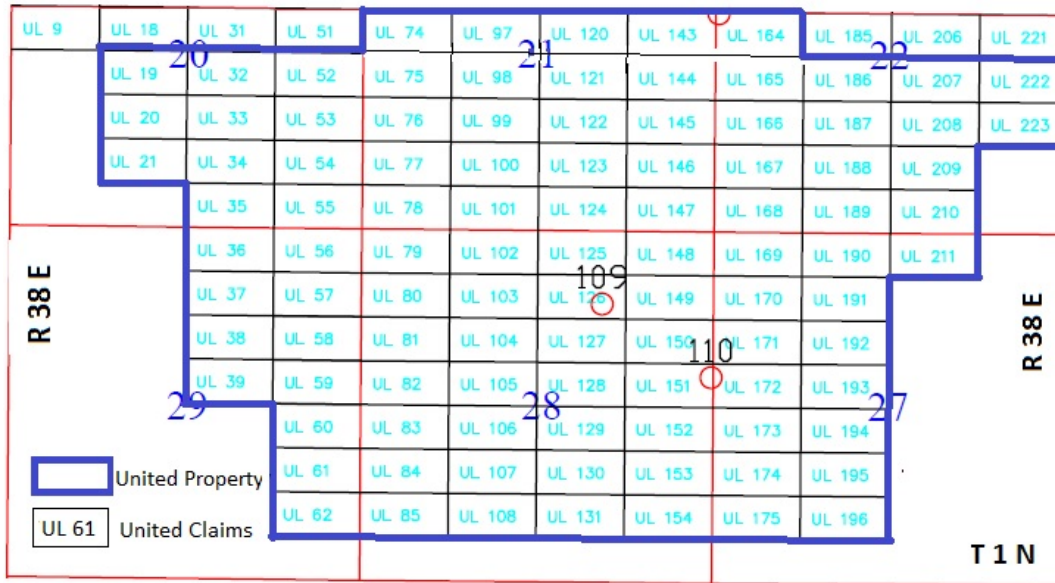 UL 9 UL 18 UL 31 UL 51 UL 74 UL 97 UL 120 UL 143 UL 164 UL 185 UL 206 UL 221
20 21 22
UL 19 UL 32 UL 52 UL 75 UL 98 UL 121 UL 144 UL 165 UL 186 UL 207 UL 222
UL 20 UL 33 UL 53 UL 76 UL 99 UL 122 UL 145 UL 166 UL 187 UL 208 UL 223
UL 21 UL 34 UL 54 UL 77 UL 100 UL 123 UL 146 UL 167 UL 188 UL 209
UL 35 UL 55 UL 78 UL 101 UL 124 UL 147 UL 168 UL 189 UL 210
UL 36 UL 56 UL 79 UL 102 UL 125 UL 148 UL 169 UL 190 UL 211
109
R 38 E
R 38 E
UL 37 UL 57 UL 80 UL 103 UL 126 UL 149 UL 170 UL 191
UL 38 UL 58 UL 81 UL 104 UL 127 UL 150 UL 171 UL 192
110
UL 39 UL 59 UL 82 UL 105 UL 128 UL 151 UL 172 UL 193
29 28 27
UL 60 UL 83 UL 106 UL 129 UL 152 UL 173 UL 194
United Property
UL 61 UL 84 UL 107 UL 130 UL 153 UL 174 UL 195
UL 61 United Claims
UL 62 UL 85 UL 108 UL 131 UL 154 UL 175 UL 196
T 1 N